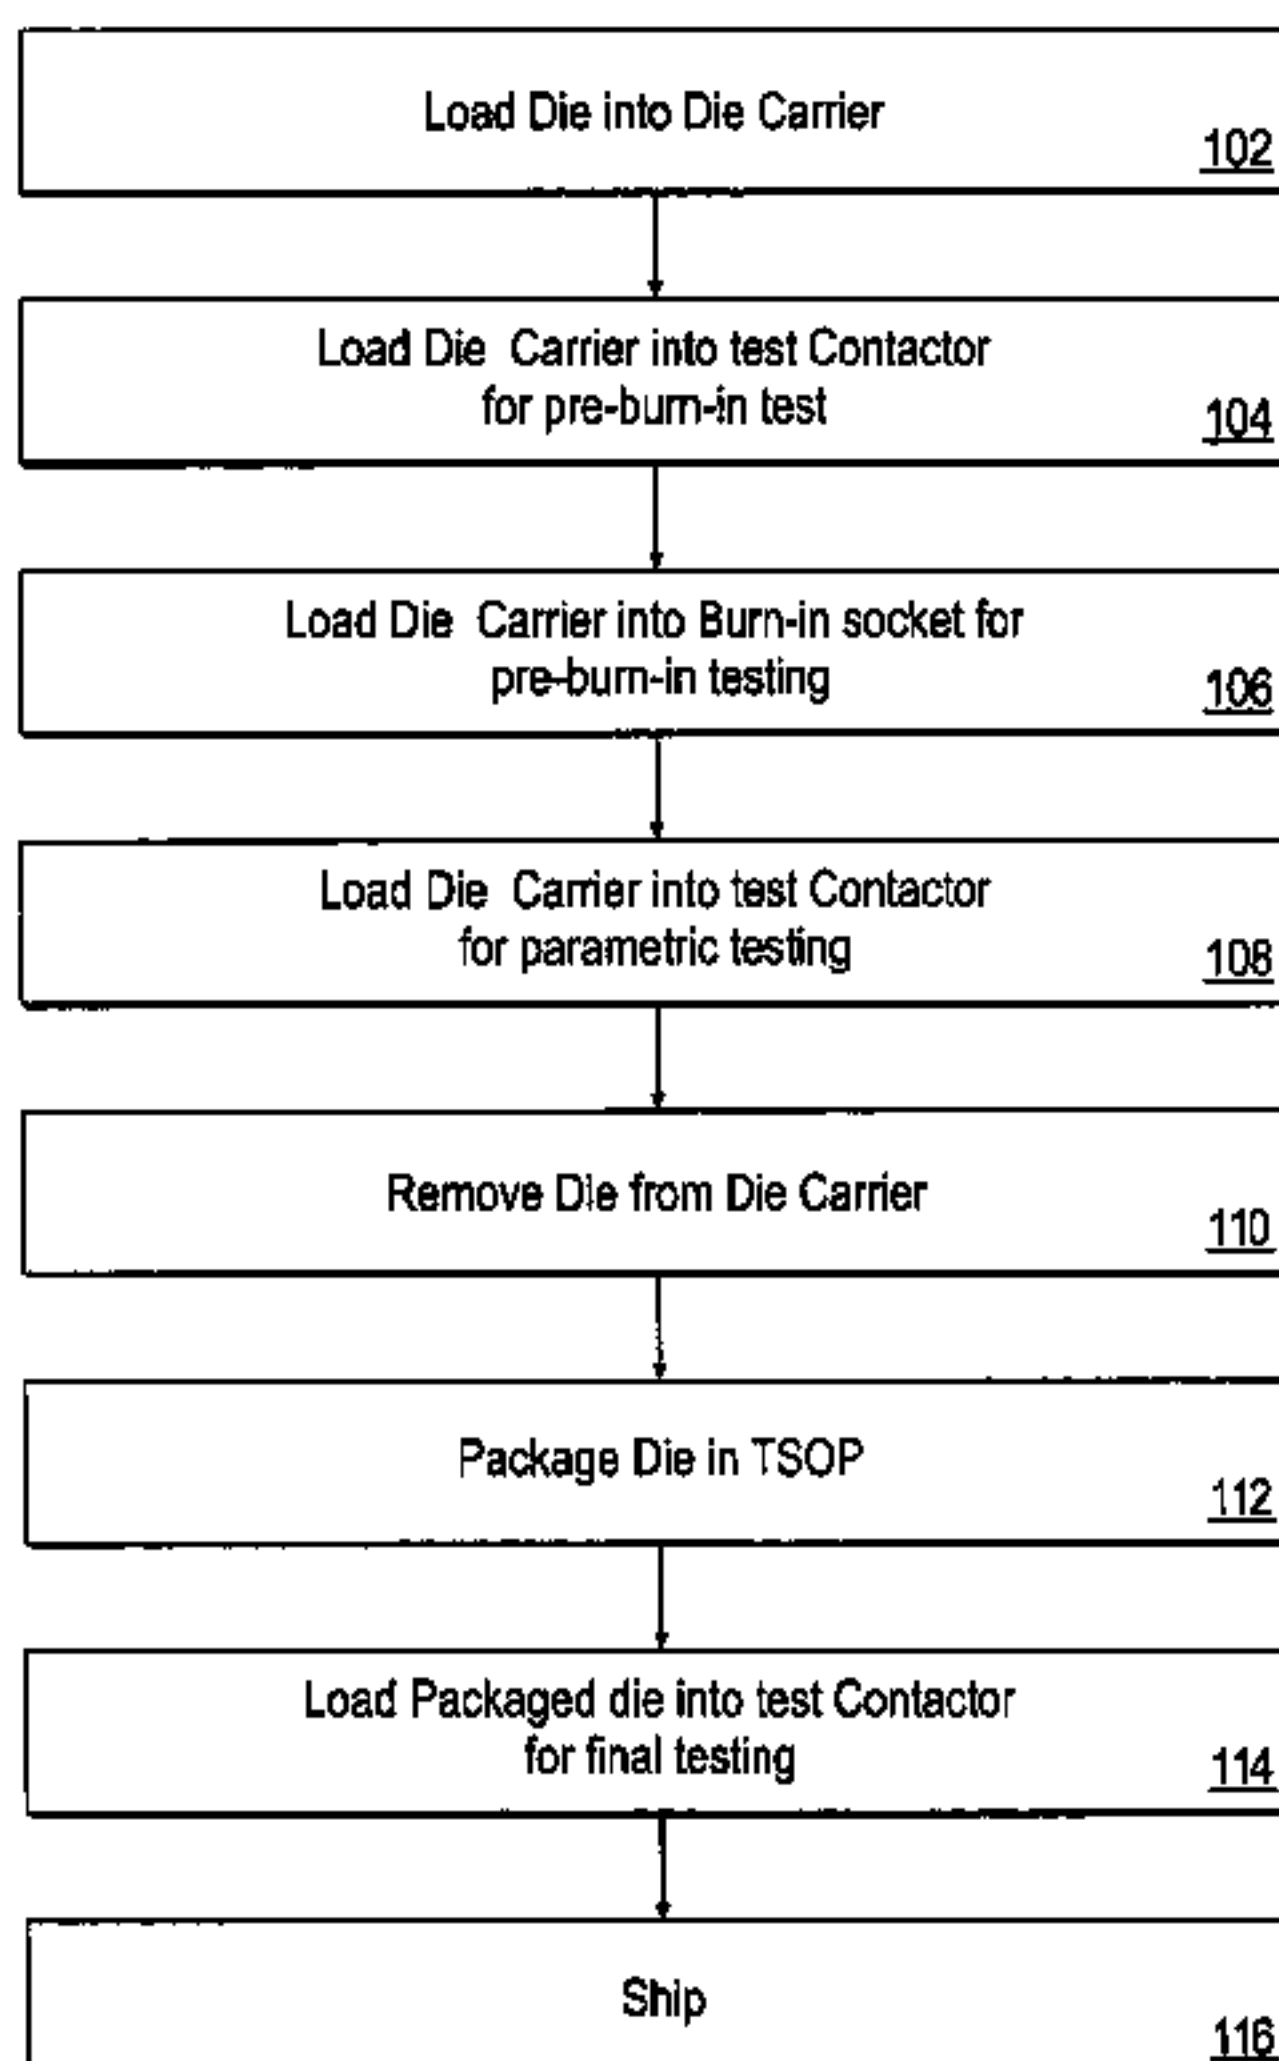 Load Die into Die Carrier
102
Load Die Carrier into test Contactor
for pre-burn-in test
104
Load Die Carrier into Burn-in socket for
pre-burn-in testing
106
Load Die Carrier into test Contactor
for parametric testing
108
Remove Die from Die Carrier
110
Package Die in TSOP
112
Load Packaged die into test Contactor
for final testing
114
Ship
116